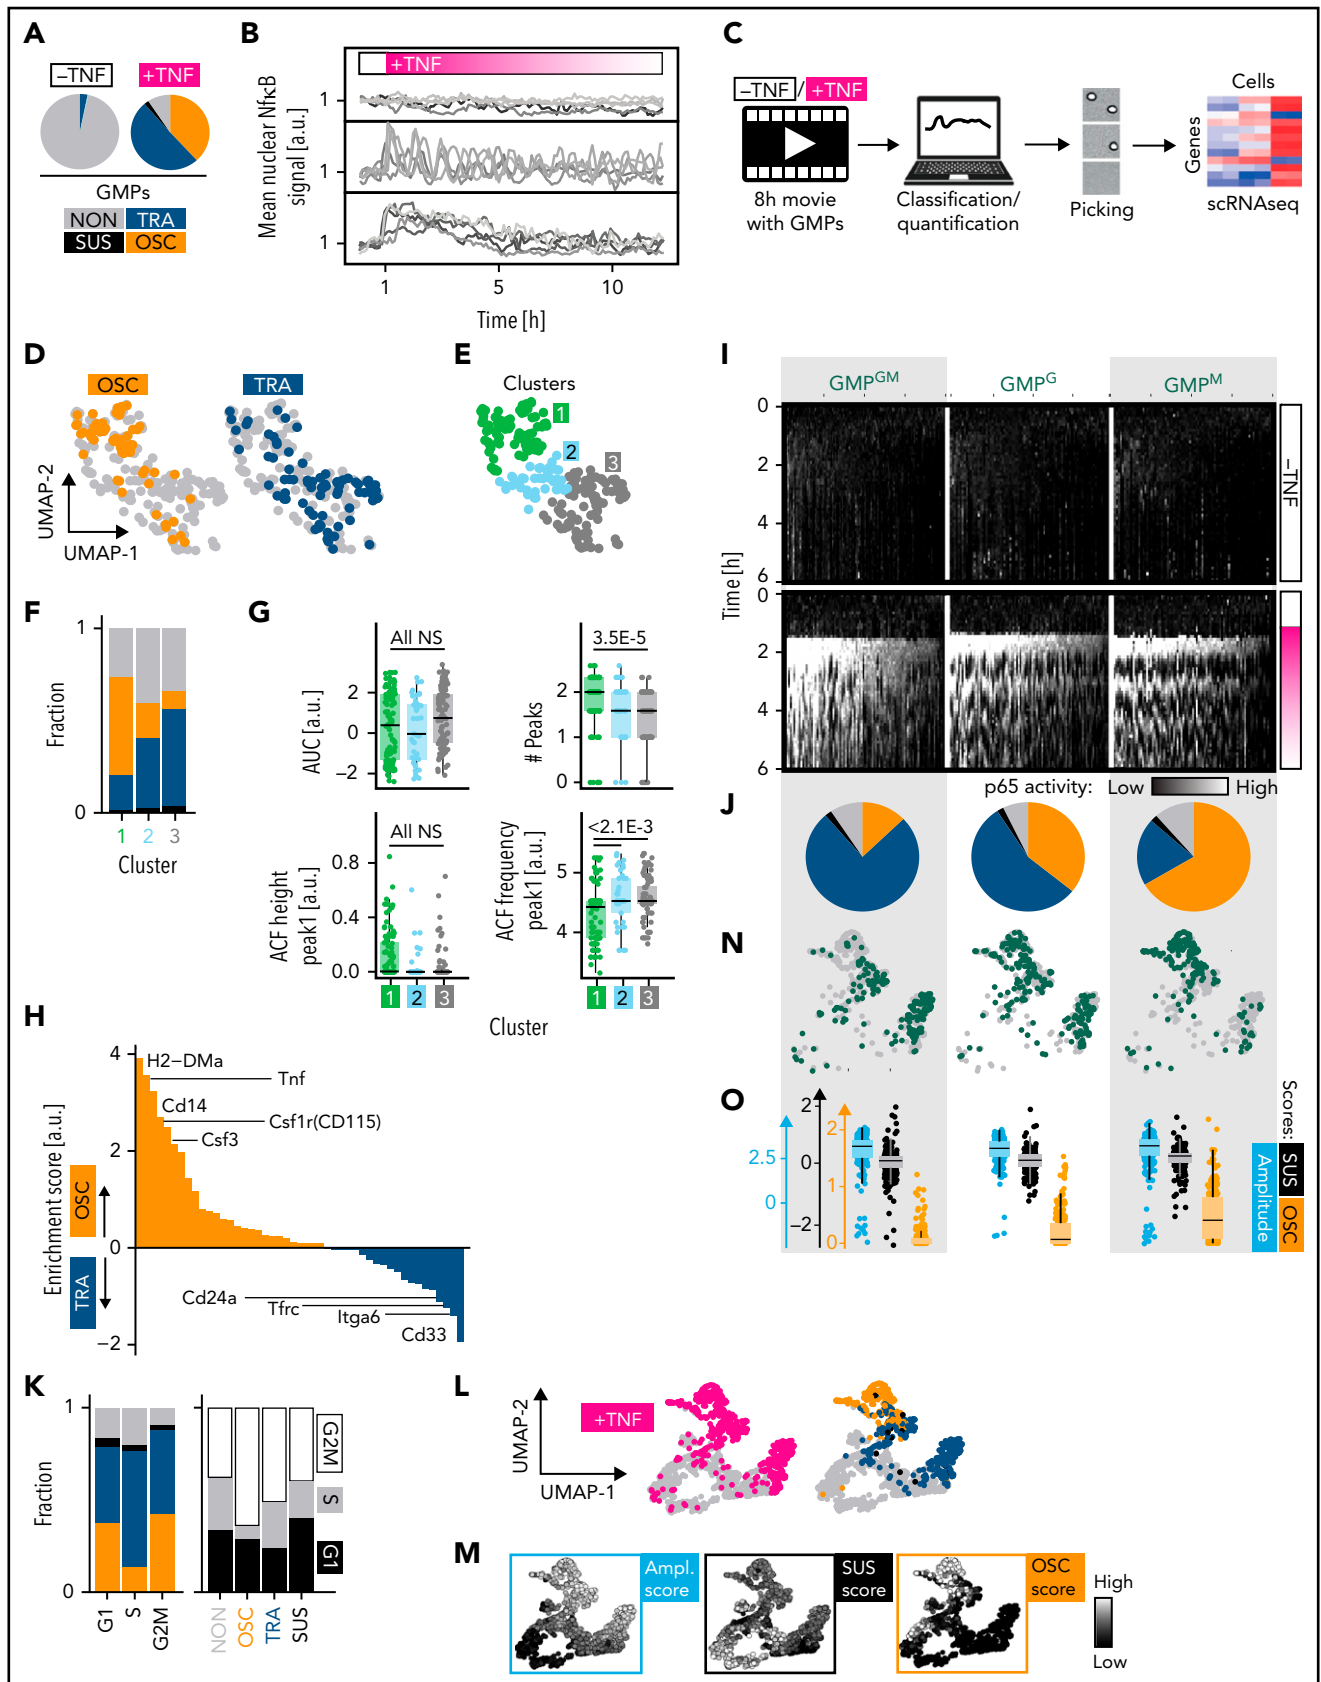 A
–TNF
+TNF
GMPs
NON
TRA
SUS
OSC
B
+TNF
Mean nuclear NfκB
signal [a.u.]
1
1
1
1
5
10
Time [h]
C
–TNF
/
+TNF
8h movie
with GMPs
Classification/
quantification
Picking
Cells
Genes
scRNAseq
D
OSC
TRA
UMAP-2
UMAP-1
E
Clusters
1
2
3
F
Fraction
1
0
1
2
3
Cluster
G
All NS
AUC [a.u.]
2
0
–2
3.5E-5
# Peaks
2
1
0
All NS
ACF height
peak1 [a.u.]
0.8
0.4
0.0
<2.1E-3
ACF frequency
peak1 [a.u.]
5
4
1
2
3
1
2
3
Cluster
H
Enrichment score [a.u.]
OSC
TRA
4
2
0
–2
H2–DMa
Tnf
Cd14
Csf1r(CD115)
Csf3
Cd24a
Tfrc
Itga6
Cd33
I
GMPGM
GMPG
GMPM
Time [h]
0
2
4
6
0
2
4
6
–TNF
p65 activity:
Low
High
J
N
O
2.5
0
2
0
–2
2
1
0
Scores:
Amplitude
SUS
OSC
K
Fraction
1
0
G1
S
G2M
NON
OSC
TRA
SUS
G2M
S
G1
L
+TNF
UMAP-2
UMAP-1
M
Ampl.
score
SUS
score
OSC
score
High
Low